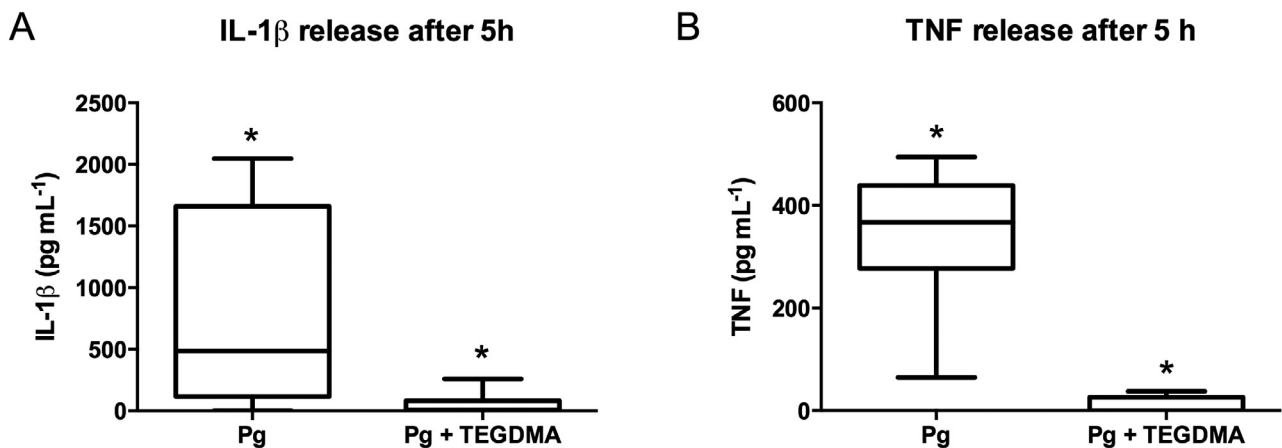 A
IL-1β release after 5h
IL-1β (pg mL-1)
2500
2000
1500
1000
500
0
*
*
Pg
Pg + TEGDMA
B
TNF release after 5 h
TNF (pg mL-1)
600
400
200
0
*
*
Pg
Pg + TEGDMA